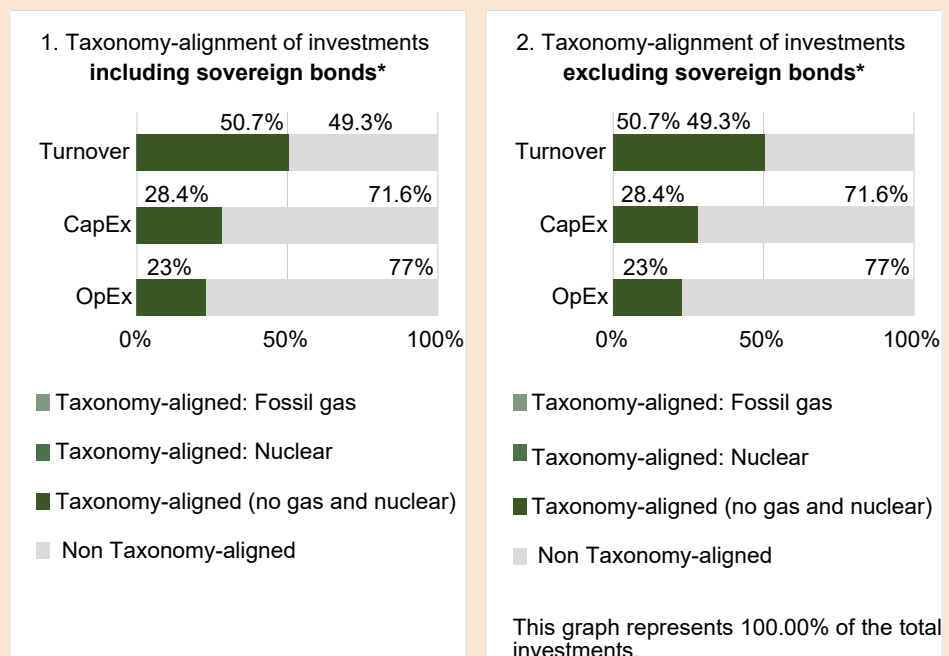 1. Taxonomy-alignment of investments
including sovereign bonds*
50.7% 49.3%
Turnover
28.4% 71.6%
CapEx
23% 77%
OpEx
0% 50% 100%
Taxonomy-aligned: Fossil gas
Taxonomy-aligned: Nuclear
Taxonomy-aligned (no gas and nuclear)
Non Taxonomy-aligned
2. Taxonomy-alignment of investments
excluding sovereign bonds*
50.7% 49.3%
Turnover
28.4% 71.6%
CapEx
23% 77%
OpEx
0% 50% 100%
Taxonomy-aligned: Fossil gas
Taxonomy-aligned: Nuclear
Taxonomy-aligned (no gas and nuclear)
Non Taxonomy-aligned
This graph represents 100.00% of the total
investments.